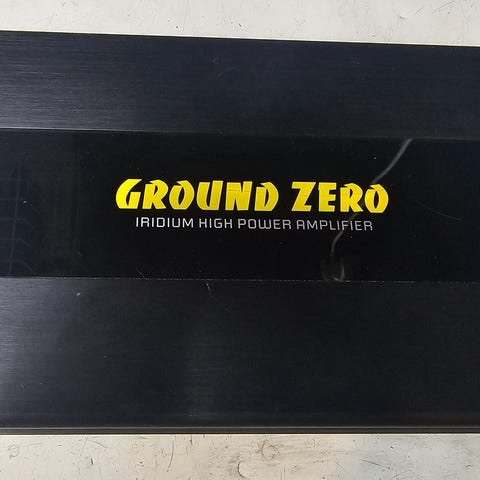 GROUND ZERO
IRIDIUM HIGH POWER AMPLIFIER